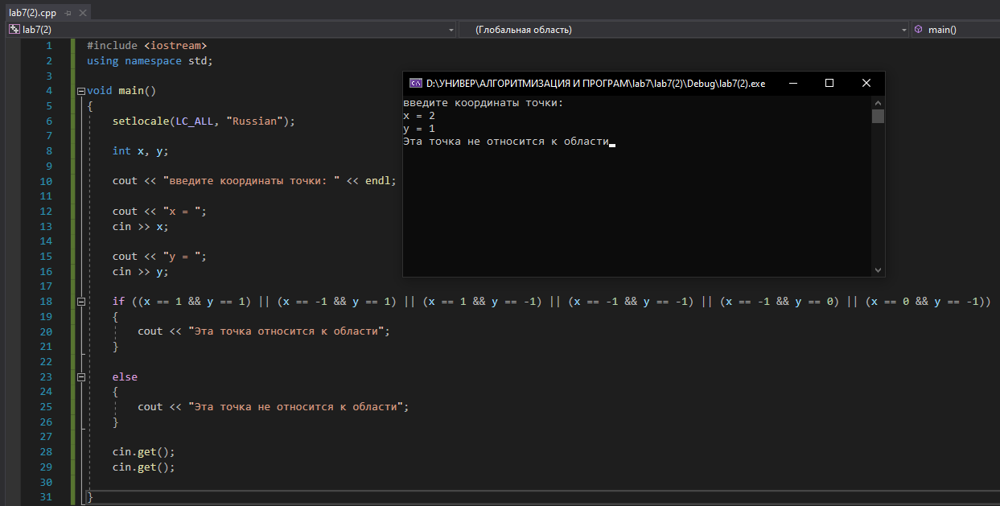 lab7(2).cpp
lab7(2) (Глобальная область) main()
1 #include <iostream>
2 using namespace std;
3
4 void main()
5 {
6 setlocale(LC_ALL, "Russian");
7
8 int x, y;
9
10 cout << "введите координаты точки: " << endl;
11
12 cout << "x = ";
13 cin >> x;
14
15 cout << "y = ";
16 cin >> y;
17
18 if ((x == 1 && y == 1) || (x == -1 && y == 1) || (x == 1 && y == -1) || (x == -1 && y == -1) || (x == -1 && y == 0) || (x == 0 && y == -1))
19 {
20 cout << "Эта точка относится к области";
21 }
22
23 else
24 {
25 cout << "Эта точка не относится к области";
26 }
27
28 cin.get();
29 cin.get();
30
31 }
D:\УНИВЕР\АЛГОРИТМИЗАЦИЯ И ПРОГРАМ\lab7\lab7(2)\Debug\lab7(2).exe
введите координаты точки:
x = 2
y = 1
Эта точка не относится к области